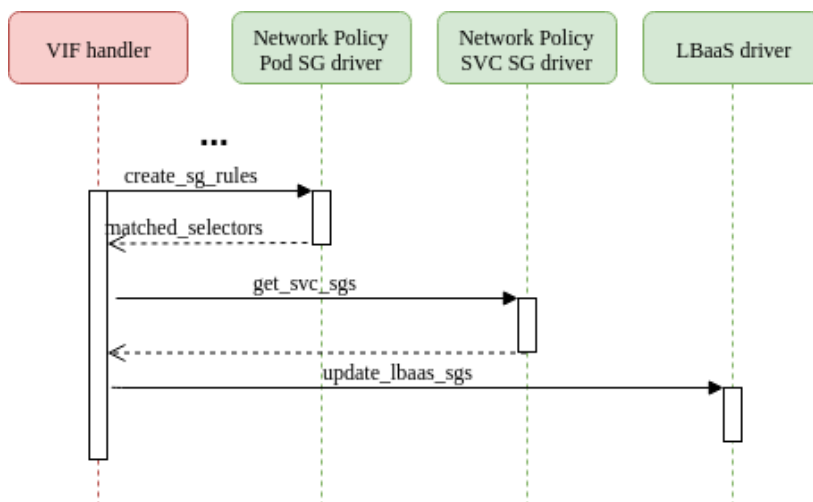 VIF handler
Network Policy
Pod SG driver
Network Policy
SVC SG driver
LBaaS driver
...
create_sg_rules
matched_selectors
get_svc_sgs
update_lbaas_sgs